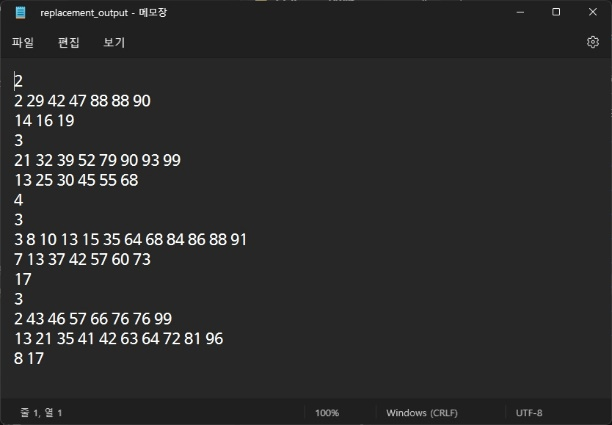 replacement_output - 메모장
파일 편집 보기
2
2 29 42 47 88 88 90
14 16 19
3
21 32 39 52 79 90 93 99
13 25 30 45 55 68
4
3
3 8 10 13 15 35 64 68 84 86 88 91
7 13 37 42 57 60 73
17
3
2 43 46 57 66 76 76 99
13 21 35 41 42 63 64 72 81 96
8 17
줄 1, 열 1 100% Windows (CRLF) UTF-8